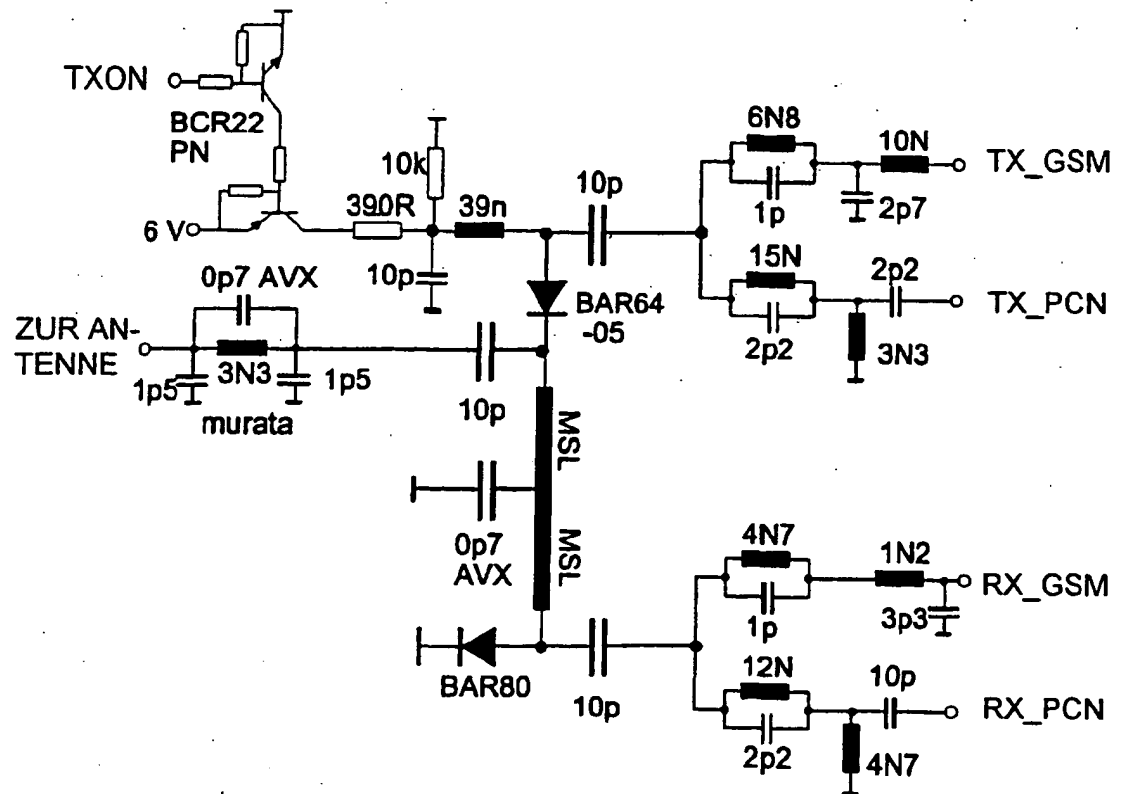 TXON
BCR22
PN
6 V
390R
10k
39n
10p
10p
6N8
1p
10N
2p7
TX_GSM
15N
2p2
2p2
3N3
TX_PCN
BAR64
-05
0p7 AVX
ZUR AN-
TENNE
1p5
3N3
1p5
murata
10p
MSL
MSL
0p7
AVX
BAR80
10p
4N7
1p
1N2
3p3
RX_GSM
12N
2p2
10p
4N7
RX_PCN